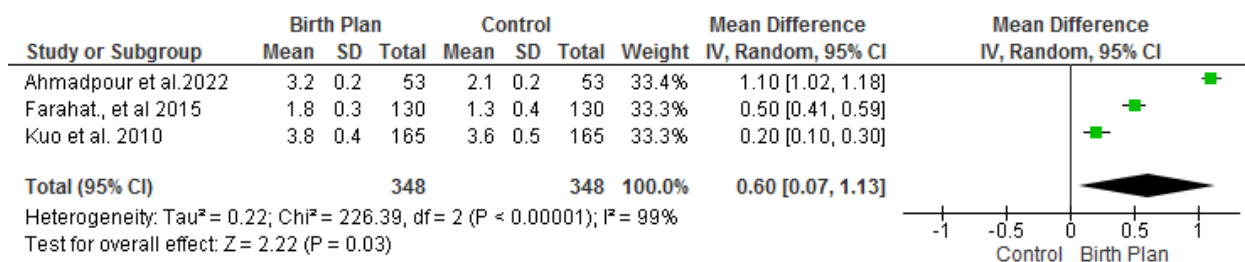 Birth Plan Control Mean Difference Mean Difference
Study or Subgroup Mean SD Total Mean SD Total Weight IV, Random, 95% CI IV, Random, 95% CI
Ahmadpour et al.2022 3.2 0.2 53 2.1 0.2 53 33.4% 1.10 [1.02, 1.18]
Farahat., et al 2015 1.8 0.3 130 1.3 0.4 130 33.3% 0.50 [0.41, 0.59]
Kuo et al. 2010 3.8 0.4 165 3.6 0.5 165 33.3% 0.20 [0.10, 0.30]
Total (95% CI) 348 348 100.0% 0.60 [0.07, 1.13]
Heterogeneity: Tau² = 0.22; Chi² = 226.39, df = 2 (P < 0.00001); I² = 99%
Test for overall effect: Z = 2.22 (P = 0.03)
-1 -0.5 0 0.5 1
Control Birth Plan